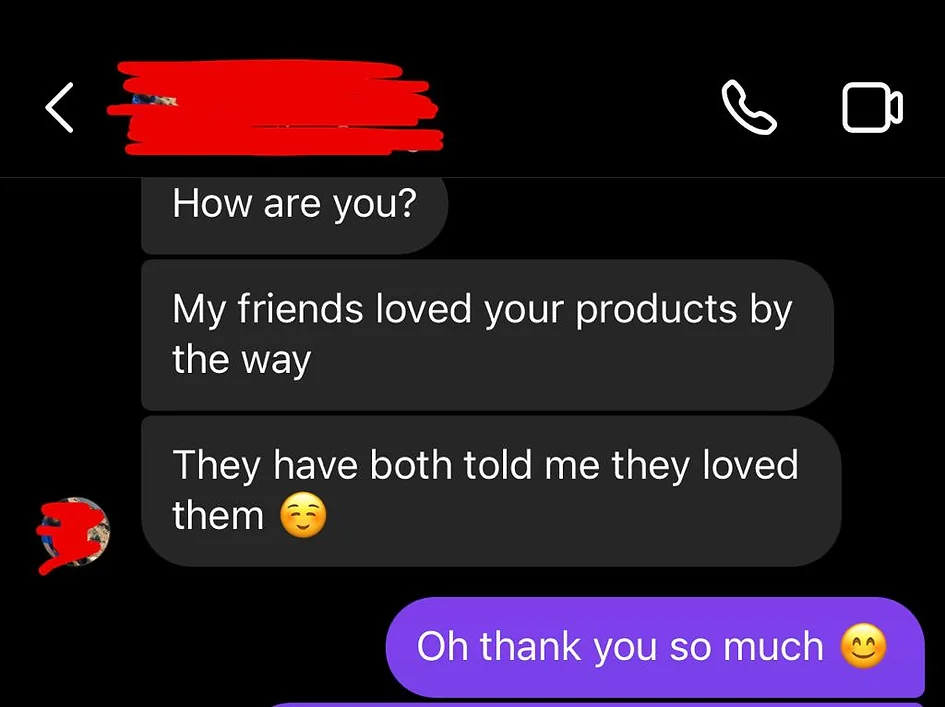 How are you?
My friends loved your products by
the way
They have both told me they loved
them ☺️
Oh thank you so much 😊